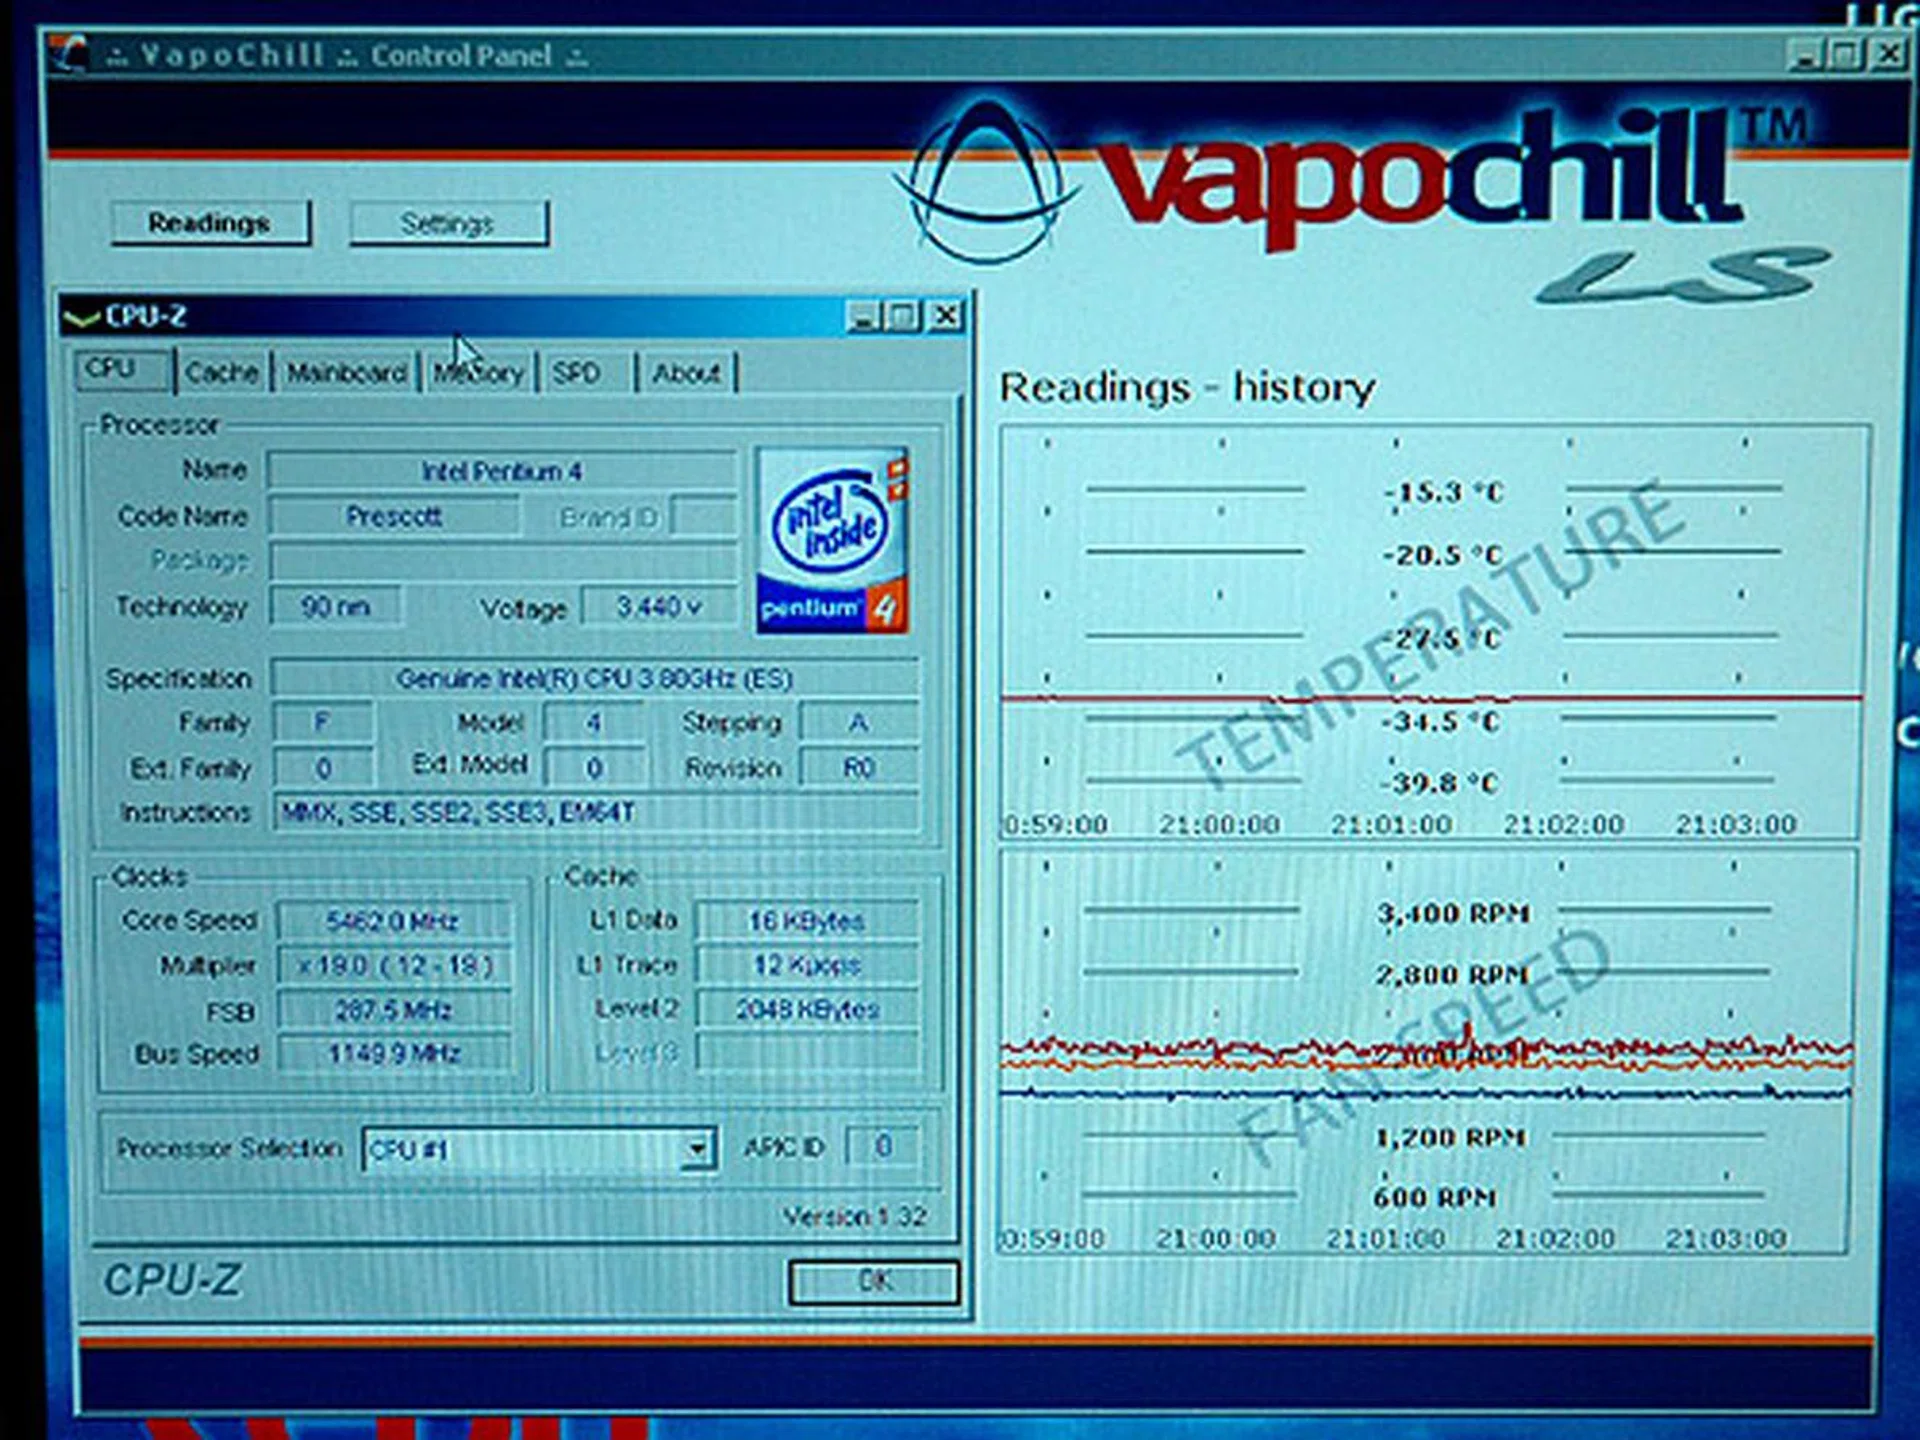 ∴ VapoChill ∴ Control Panel ∴
vapochill™
LS
Readings
Settings
CPU-Z
CPU
Cache
Mainboard
Memory
SPD
About
Processor
Name
Intel Pentium 4
Code Name
Prescott
Brand ID
Package
Technology
90 nm
Voltage
3.440 v
intel inside
pentium 4
Specification
Genuine Intel(R) CPU 3.80GHz (ES)
Family
F
Model
4
Stepping
A
Ext. Family
0
Ext. Model
0
Revision
R0
Instructions
MMX, SSE, SSE2, SSE3, EM64T
Clocks
Core Speed
5462.0 MHz
Multiplier
x 19.0 ( 12 - 19 )
FSB
287.5 MHz
Bus Speed
1149.9 MHz
Cache
L1 Data
16 KBytes
L1 Trace
12 Kµops
Level 2
2048 KBytes
Level 3
Processor Selection
CPU #1
APIC ID
0
Version 1.32
CPU-Z
OK
Readings - history
TEMPERATURE
-15.3 °C
-20.5 °C
-27.5 °C
-34.5 °C
-39.8 °C
0:59:00 21:00:00 21:01:00 21:02:00 21:03:00
FAN SPEED
3,400 RPM
2,800 RPM
1,200 RPM
600 RPM
0:59:00 21:00:00 21:01:00 21:02:00 21:03:00